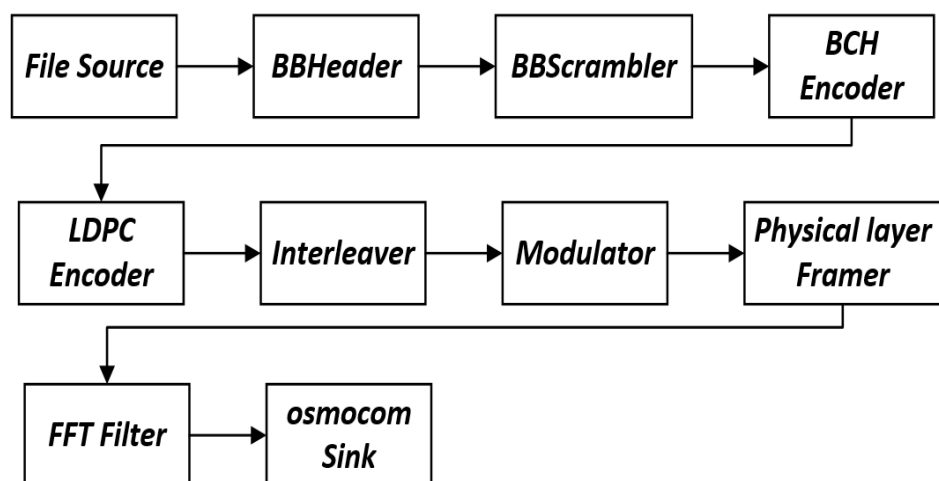 File Source
BBHeader
BBScrambler
BCH
Encoder
LDPC
Encoder
Interleaver
Modulator
Physical layer
Framer
FFT Filter
osmocom
Sink